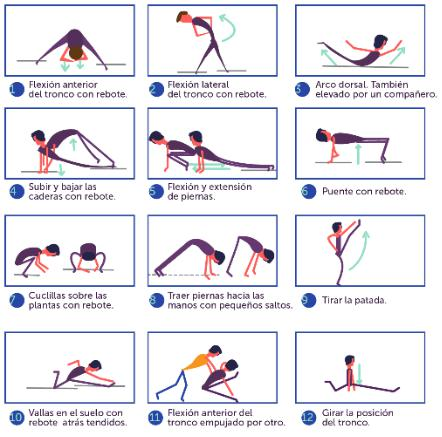 1 Flexión anterior
del tronco con rebote.
2 Flexión lateral
del tronco con rebote.
3 Arco dorsal. También
elevado por un compañero.
4 Subir y bajar las
caderas con rebote.
5 Flexión y extensión
de piernas.
6 Puente con rebote.
7 Cuclillas sobre las
plantas con rebote.
8 Traer piernas hacia las
manos con pequeños saltos.
9 Tirar la patada.
10 Vallas en el suelo con
rebote atrás tendidos.
11 Flexión anterior del
tronco empujado por otro.
12 Girar la posición
del tronco.